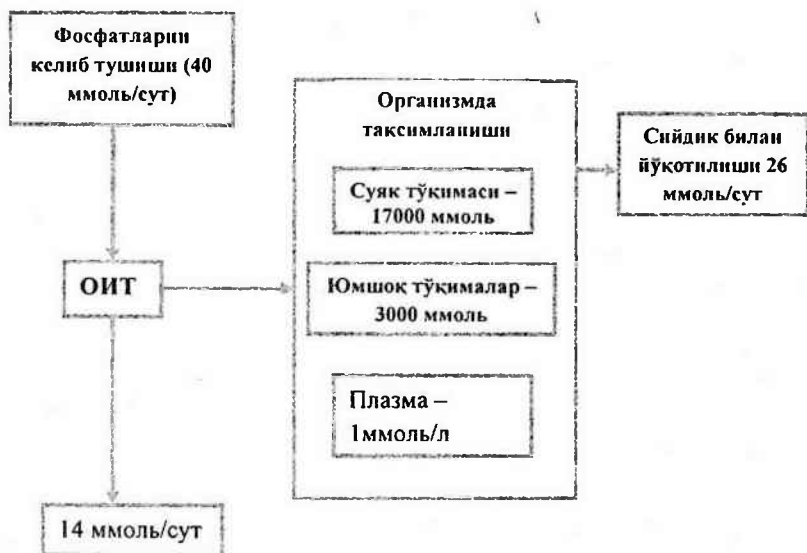 Фосфатларни
келиб тушиши (40
ммоль/сут)
Организмда
тақсимланиши
Суяк тўқимаси –
17000 ммоль
Сийдик билан
йўқотилиши 26
ммоль/сут
ОИТ
Юмшоқ тўқималар –
3000 ммоль
Плазма –
1ммоль/л
14 ммоль/сут